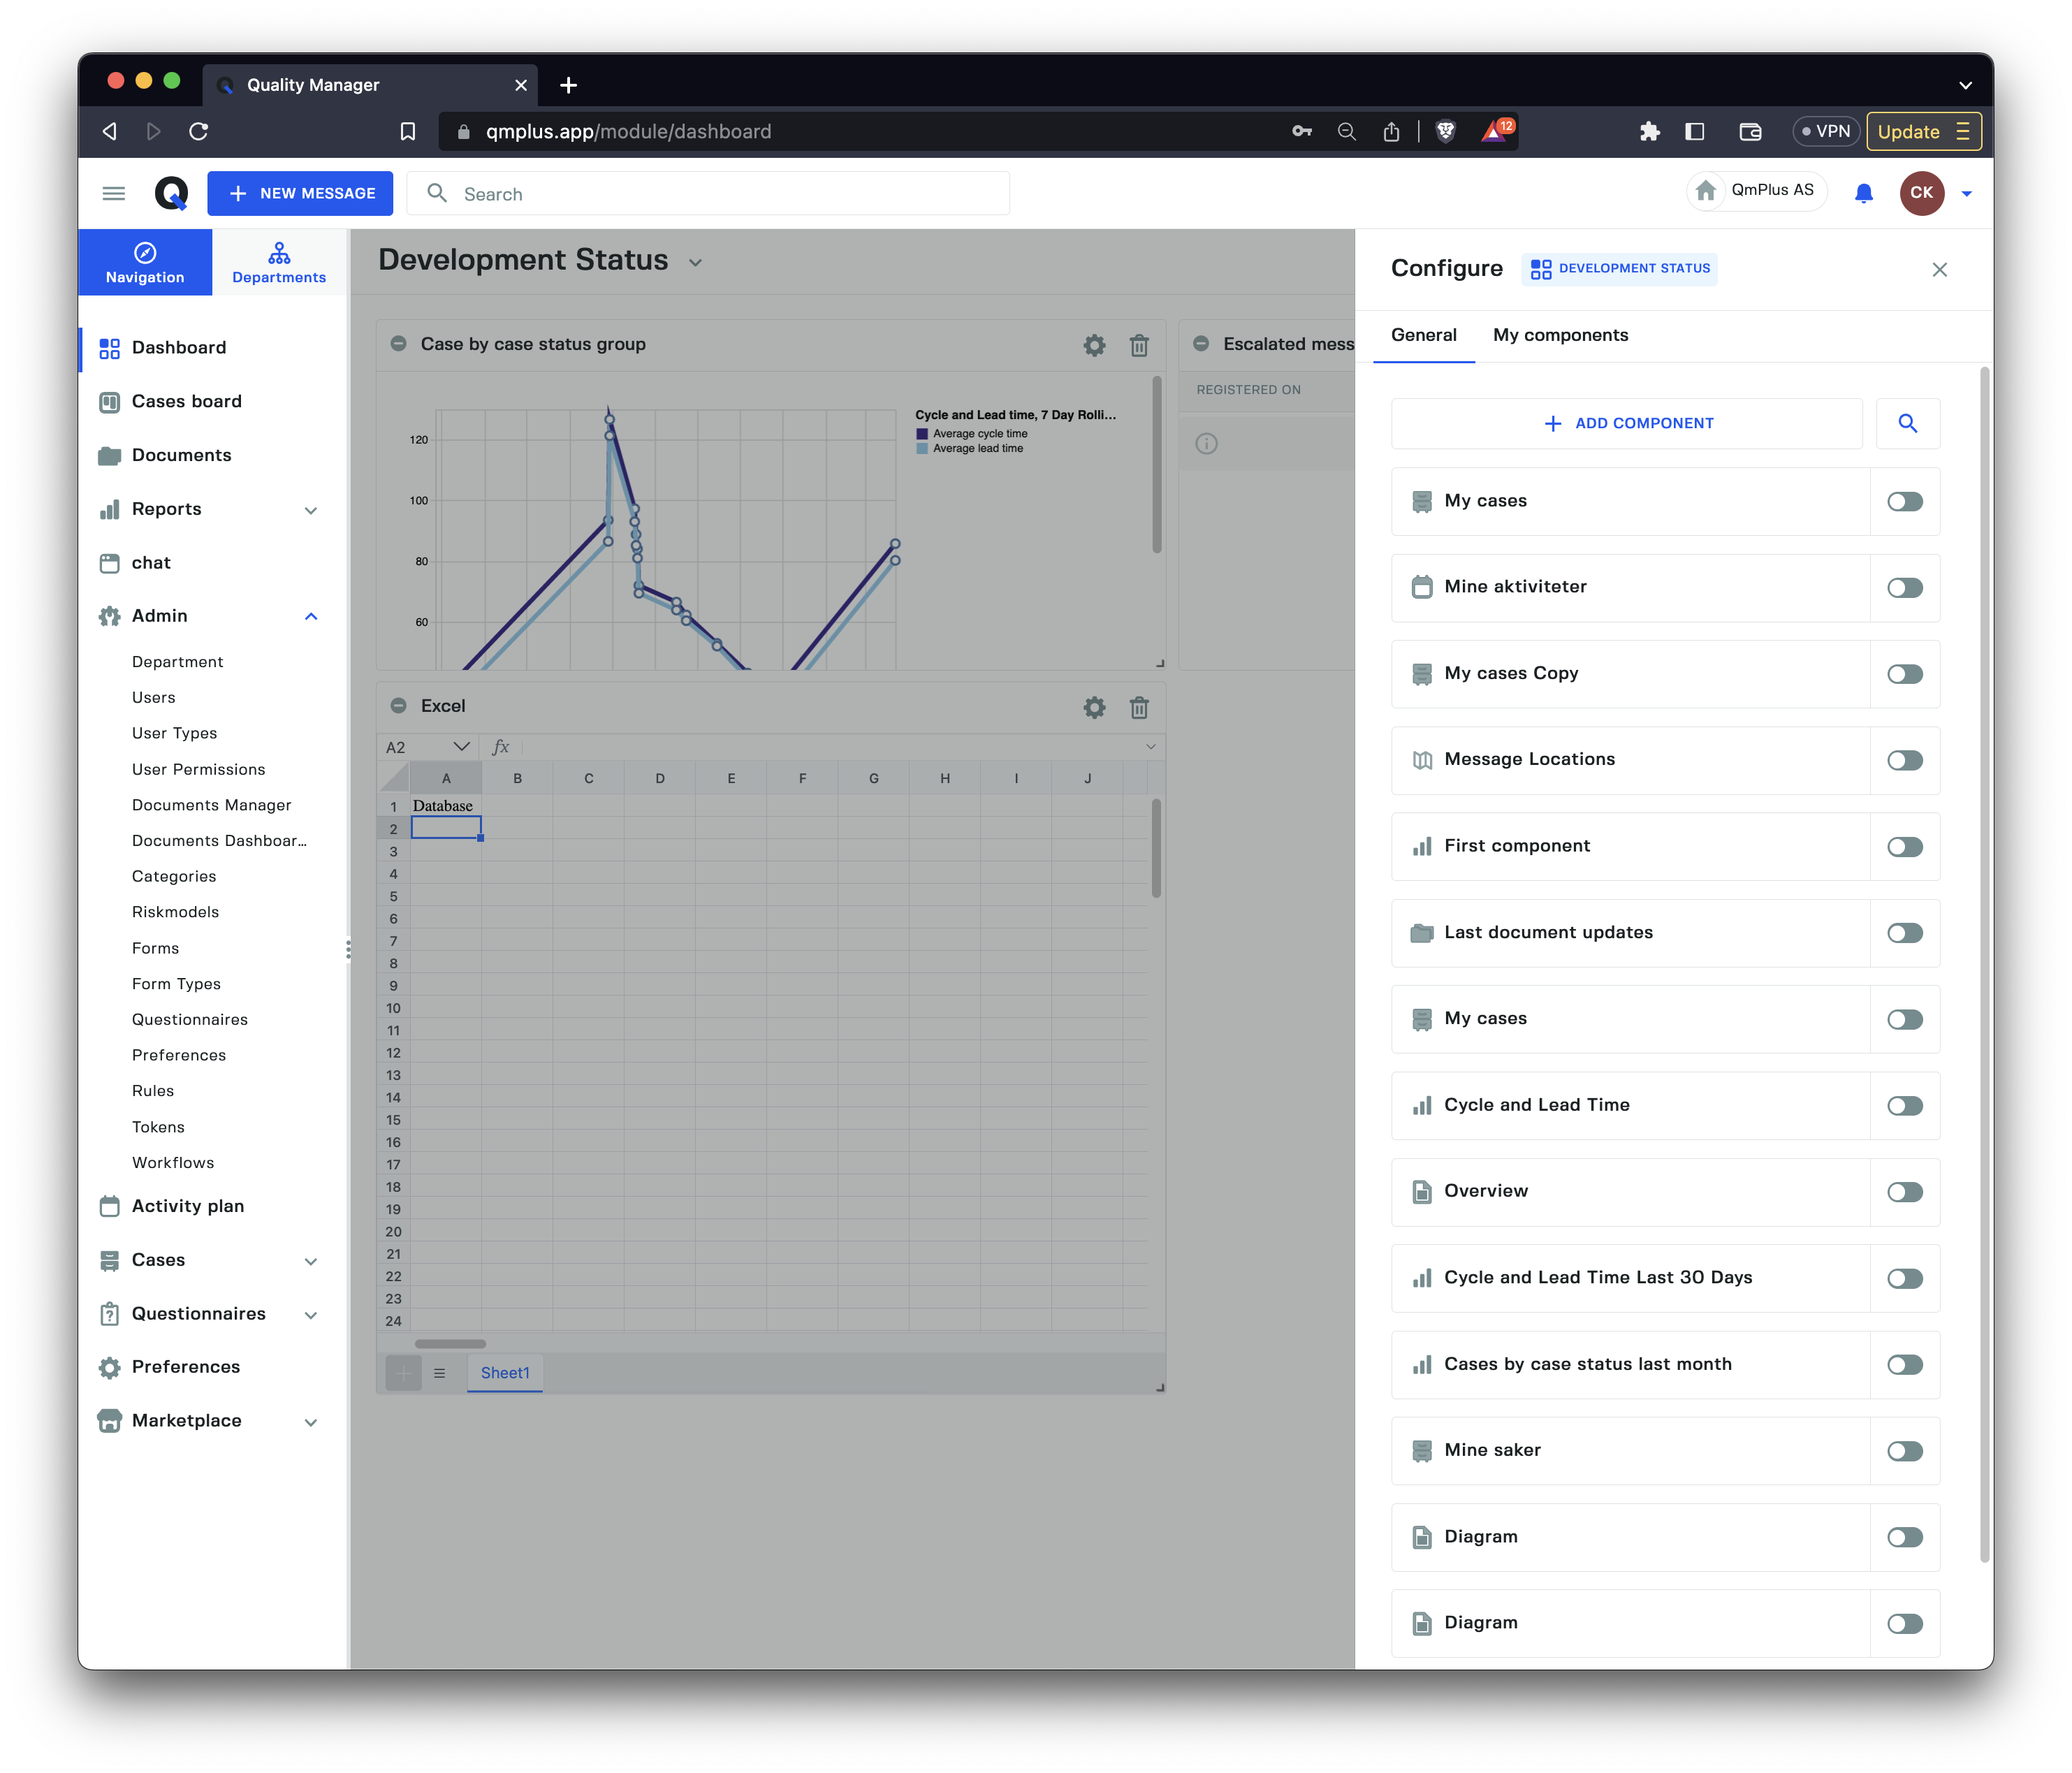 Quality Manager
qmplus.app/module/dashboard
12
VPN
Update
Q
NEW MESSAGE
Search
QmPlus AS
CK
Navigation
Departments
Dashboard
Cases board
Documents
Reports
chat
Admin
Department
Users
User Types
User Permissions
Documents Manager
Documents Dashboar...
Categories
Riskmodels
Forms
Form Types
Questionnaires
Preferences
Rules
Tokens
Workflows
Activity plan
Cases
Questionnaires
Preferences
Marketplace
Development Status
Case by case status group
120
100
80
60
Cycle and Lead time, 7 Day Rolli...
Average cycle time
Average lead time
Escalated mess
REGISTERED ON
Excel
A2
fx
A B C D E F G H I J
1 Database
2
3
4
5
6
7
8
9
10
11
12
13
14
15
16
17
18
19
20
21
22
23
24
Sheet1
Configure
DEVELOPMENT STATUS
General
My components
ADD COMPONENT
My cases
Mine aktiviteter
My cases Copy
Message Locations
First component
Last document updates
My cases
Cycle and Lead Time
Overview
Cycle and Lead Time Last 30 Days
Cases by case status last month
Mine saker
Diagram
Diagram